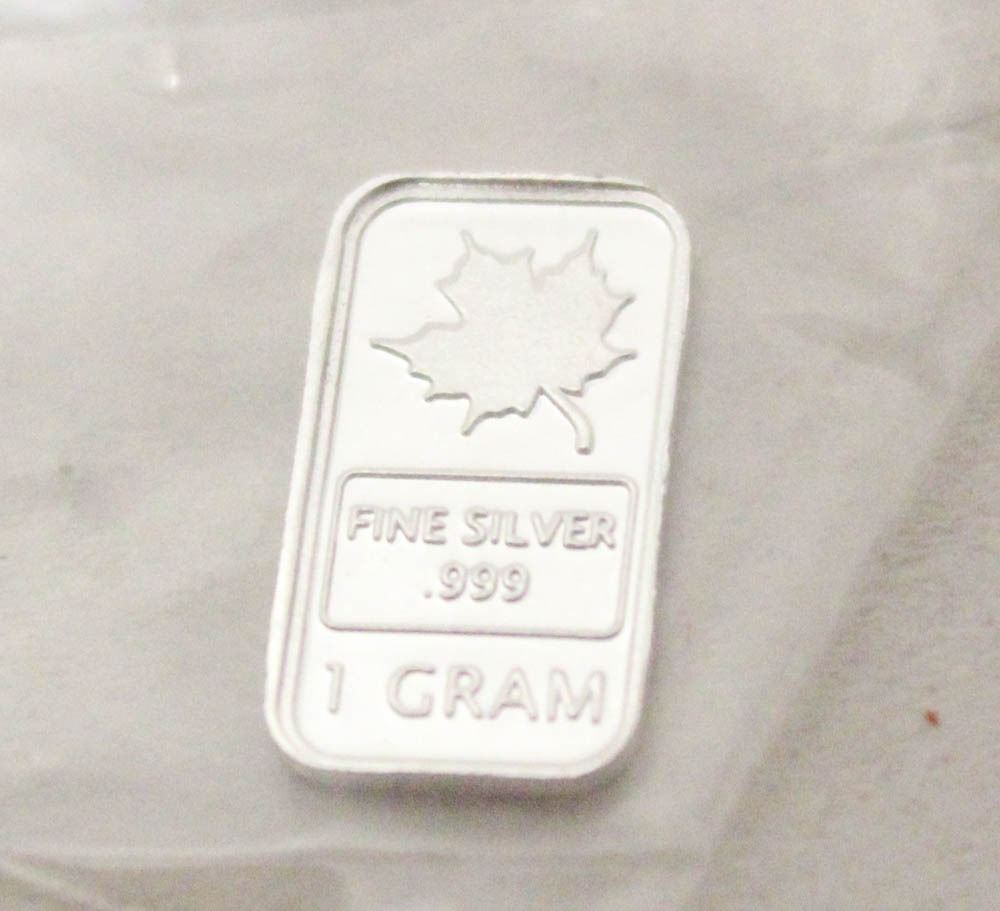 FINE SILVER
.999
1 GRAM